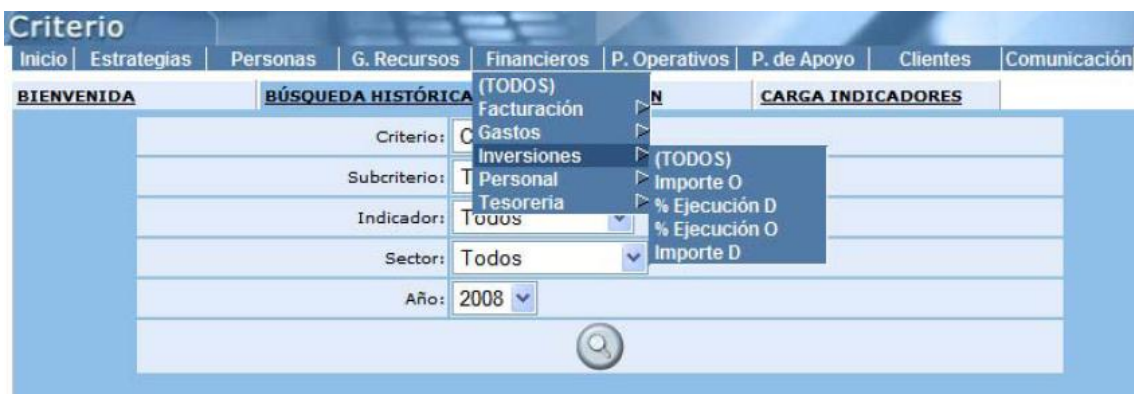 Criterio
Inicio Estrategias Personas G. Recursos Financieros P. Operativos P. de Apoyo Clientes Comunicación
BIENVENIDA BÚSQUEDA HISTÓRICA CARGA INDICADORES
(TODOS)
Facturación
Gastos
Inversiones
Personal
Tesoreria
(TODOS)
Importe O
% Ejecución D
% Ejecución O
Importe D
Criterio:
Subcriterio:
Indicador: Todos
Sector: Todos
Año: 2008